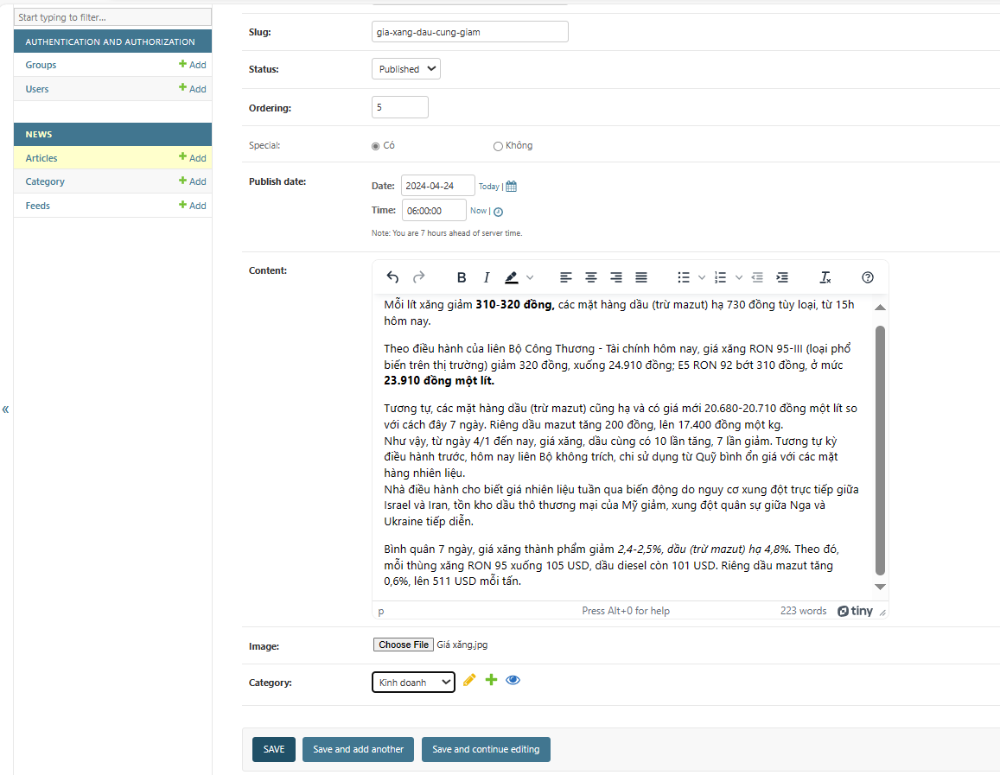 Start typing to filter...
AUTHENTICATION AND AUTHORIZATION
Groups
Add
Users
Add
NEWS
Articles
Add
Category
Add
Feeds
Add
«
Slug:
gia-xang-dau-cung-giam
Status:
Published
Ordering:
5
Special:
Có
Không
Publish date:
Date:
2024-04-24
Today |
Time:
06:00:00
Now |
Note: You are 7 hours ahead of server time.
Content:
B I
Mỗi lít xăng giảm 310-320 đồng, các mặt hàng dầu (trừ mazut) hạ 730 đồng tùy loại, từ 15h
hôm nay.
Theo điều hành của liên Bộ Công Thương - Tài chính hôm nay, giá xăng RON 95-III (loại phổ
biến trên thị trường) giảm 320 đồng, xuống 24.910 đồng; E5 RON 92 bớt 310 đồng, ở mức
23.910 đồng một lít.
Tương tự, các mặt hàng dầu (trừ mazut) cũng hạ và có giá mới 20.680-20.710 đồng một lít so
với cách đây 7 ngày. Riêng dầu mazut tăng 200 đồng, lên 17.400 đồng một kg.
Như vậy, từ ngày 4/1 đến nay, giá xăng, dầu cùng có 10 lần tăng, 7 lần giảm. Tương tự kỳ
điều hành trước, hôm nay liên Bộ không trích, chi sử dụng từ Quỹ bình ổn giá với các mặt
hàng nhiên liệu.
Nhà điều hành cho biết giá nhiên liệu tuần qua biến động do nguy cơ xung đột trực tiếp giữa
Israel và Iran, tồn kho dầu thô thương mại của Mỹ giảm, xung đột quân sự giữa Nga và
Ukraine tiếp diễn.
Bình quân 7 ngày, giá xăng thành phẩm giảm 2,4-2,5%, dầu (trừ mazut) hạ 4,8%. Theo đó,
mỗi thùng xăng RON 95 xuống 105 USD, dầu diesel còn 101 USD. Riêng dầu mazut tăng
0,6%, lên 511 USD mỗi tấn.
p
Press Alt+0 for help
223 words
tiny
Image:
Choose File
Giá xăng.jpg
Category:
Kinh doanh
SAVE
Save and add another
Save and continue editing